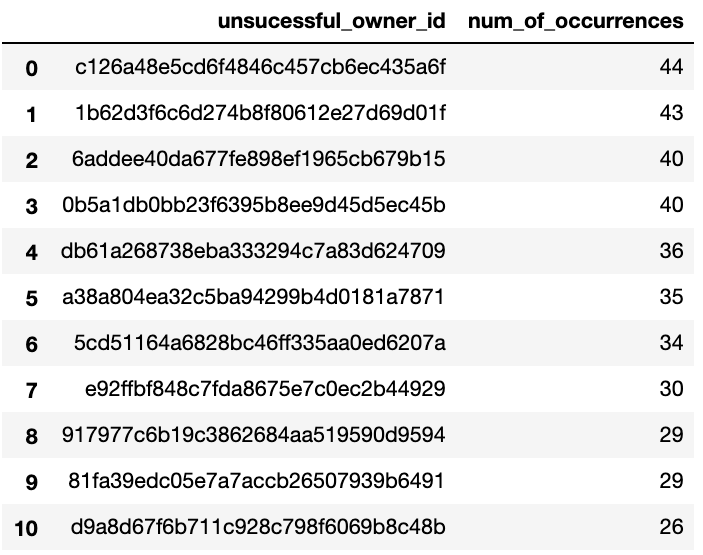 unsucessful_owner_id num_of_occurrences
0 c126a48e5cd6f4846c457cb6ec435a6f 44
1 1b62d3f6c6d274b8f80612e27d69d01f 43
2 6addee40da677fe898ef1965cb679b15 40
3 0b5a1db0bb23f6395b8ee9d45d5ec45b 40
4 db61a268738eba333294c7a83d624709 36
5 a38a804ea32c5ba94299b4d0181a7871 35
6 5cd51164a6828bc46ff335aa0ed6207a 34
7 e92ffbf848c7fda8675e7c0ec2b44929 30
8 917977c6b19c3862684aa519590d9594 29
9 81fa39edc05e7a7accb26507939b6491 29
10 d9a8d67f6b711c928c798f6069b8c48b 26